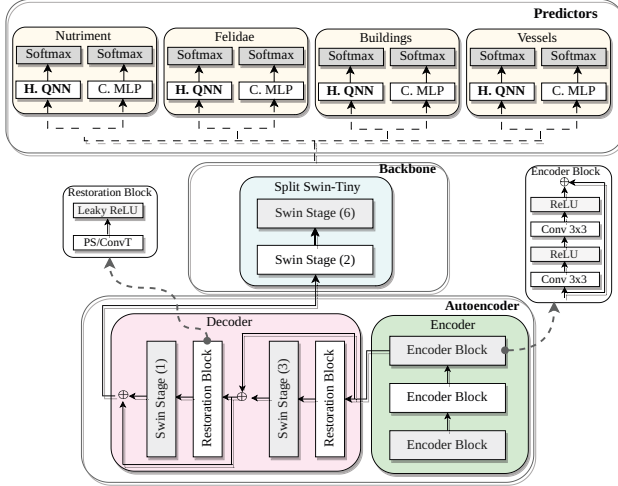 Predictors
Nutriment
Felidae
Buildings
Vessels
Softmax
Softmax
Softmax
Softmax
Softmax
Softmax
Softmax
Softmax
H. QNN
C. MLP
H. QNN
C. MLP
H. QNN
C. MLP
H. QNN
C. MLP
Backbone
Split Swin-Tiny
Swin Stage (6)
Swin Stage (2)
Restoration Block
Leaky ReLU
PS/ConvT
Encoder Block
⊕
ReLU
Conv 3x3
ReLU
Conv 3x3
Autoencoder
Decoder
⊕
Swin Stage (1)
Restoration Block
⊕
Swin Stage (3)
Restoration Block
Encoder
Encoder Block
Encoder Block
Encoder Block